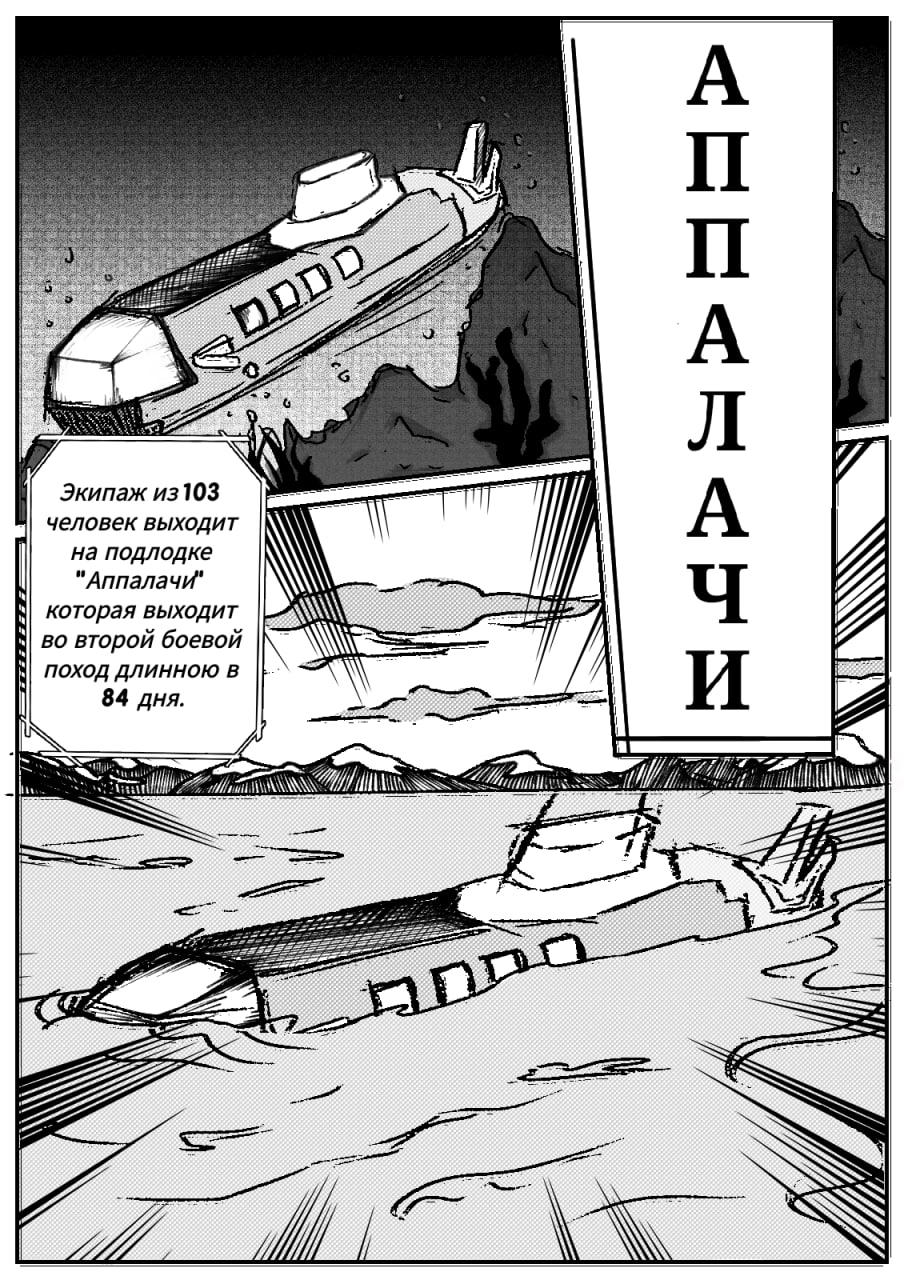 АППАЛАЧИ
Экипаж из 103
человек выходит
на подлодке
"Аппалачи"
которая выходит
во второй боевой
поход длинною в
84 дня.